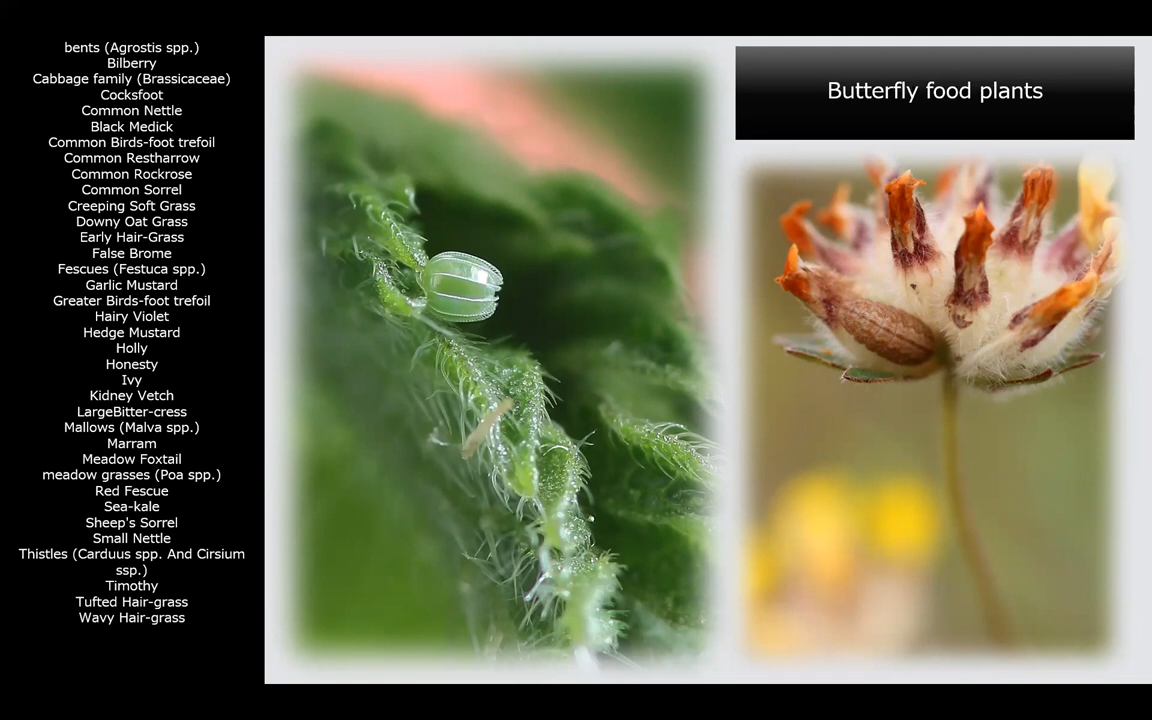 bents (Agrostis spp.)
Bilberry
Cabbage family (Brassicaceae)
Cocksfoot
Common Nettle
Black Medick
Common Birds-foot trefoil
Common Restharrow
Common Rockrose
Common Sorrel
Creeping Soft Grass
Downy Oat Grass
Early Hair-Grass
False Brome
Fescues (Festuca spp.)
Garlic Mustard
Greater Birds-foot trefoil
Hairy Violet
Hedge Mustard
Holly
Honesty
Ivy
Kidney Vetch
LargeBitter-cress
Mallows (Malva spp.)
Marram
Meadow Foxtail
meadow grasses (Poa spp.)
Red Fescue
Sea-kale
Sheep's Sorrel
Small Nettle
Thistles (Carduus spp. And Cirsium
ssp.)
Timothy
Tufted Hair-grass
Wavy Hair-grass
Butterfly food plants